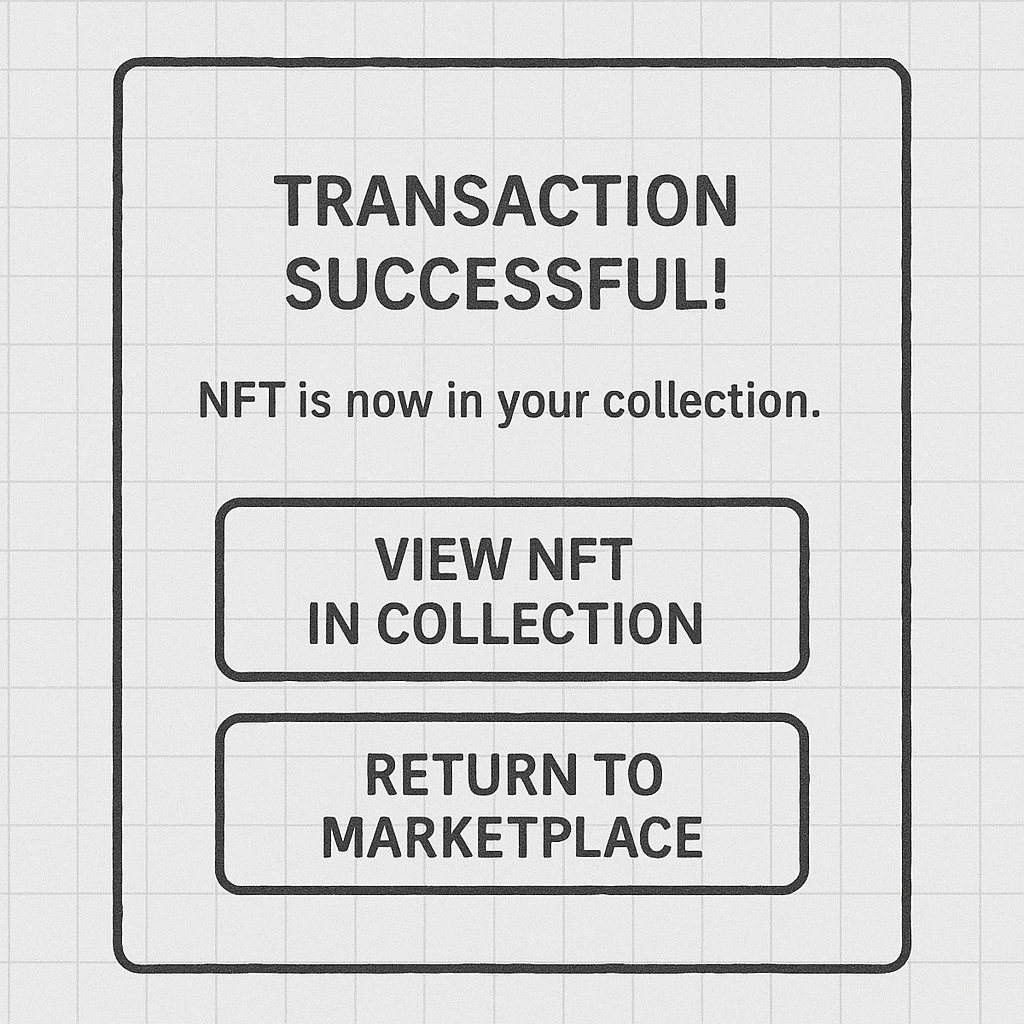 TRANSACTION
SUCCESSFUL!
NFT is now in your collection.
VIEW NFT
IN COLLECTION
RETURN TO
MARKETPLACE